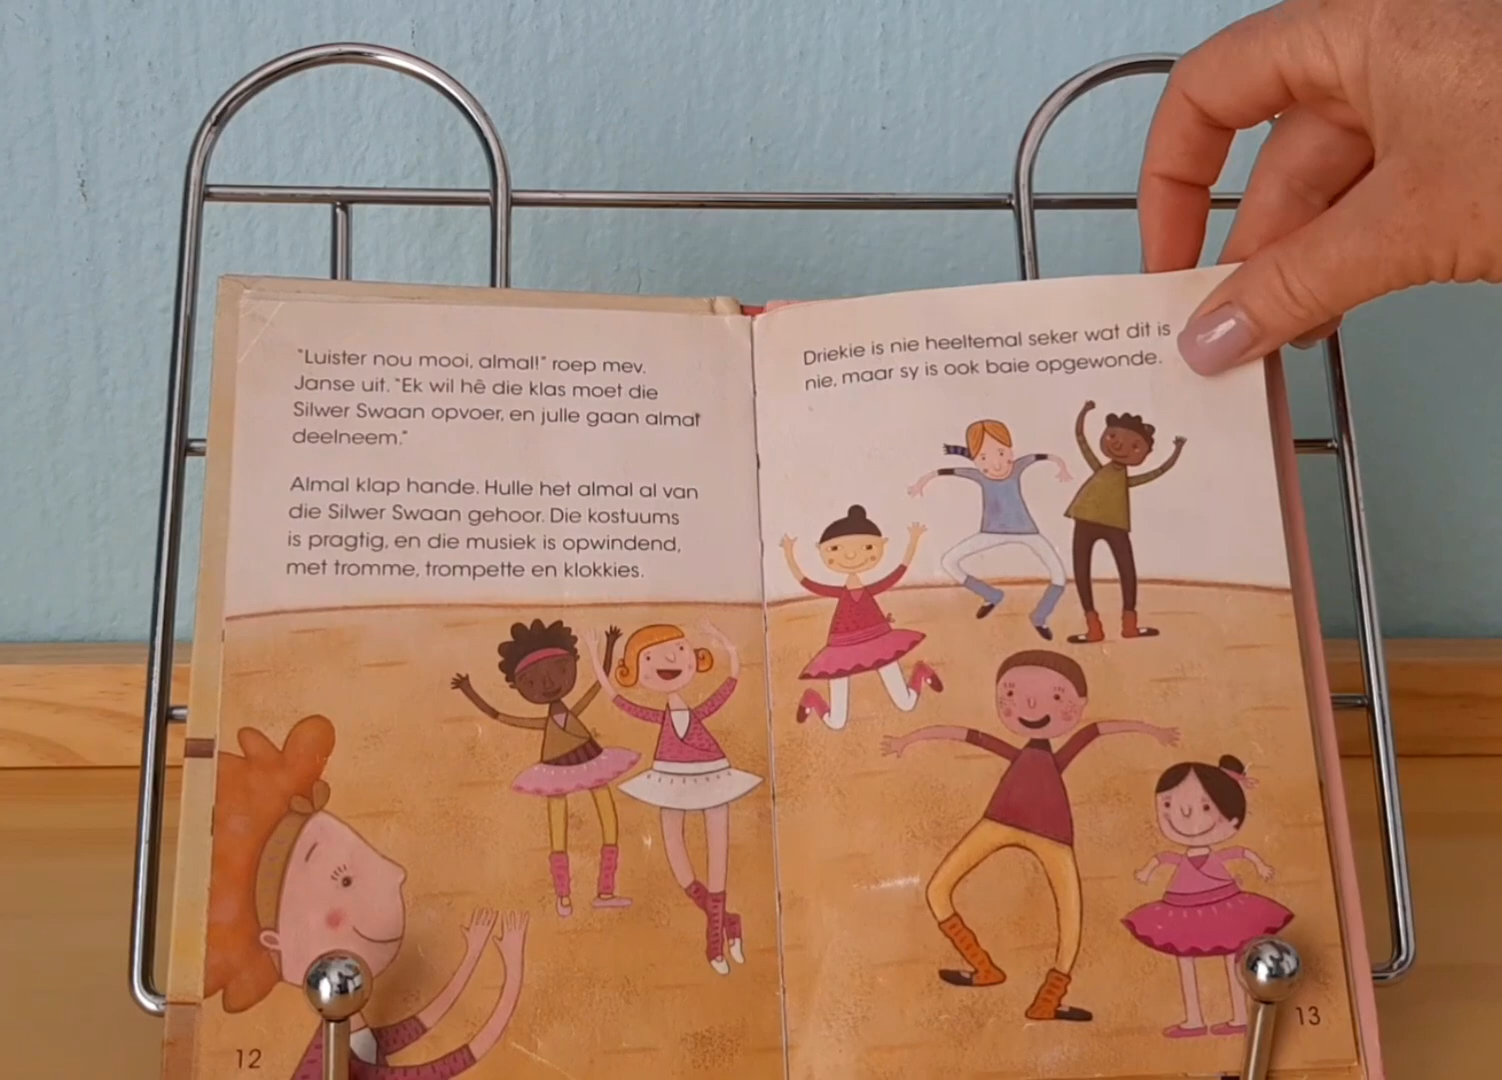 "Luister nou mooi, almal!" roep mev.
Janse uit. "Ek wil hê die klas moet die
Silwer Swaan opvoer, en julle gaan almal
deelneem."
Almal klap hande. Hulle het almal al van
die Silwer Swaan gehoor. Die kostuums
is pragtig, en die musiek is opwindend,
met tromme, trompette en klokkies.
12
Driekie is nie heeltemal seker wat dit is
nie, maar sy is ook baie opgewonde.
13